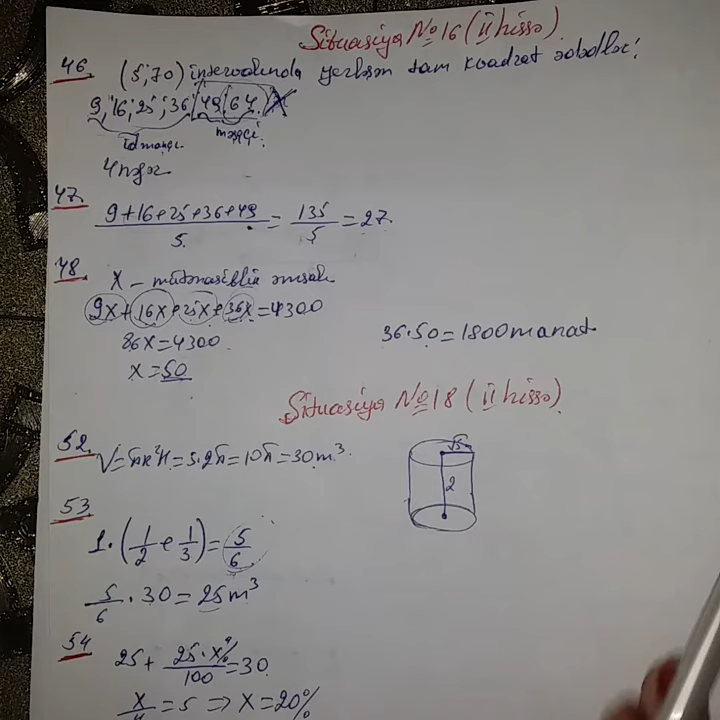 Situasiya №16 (II hissə)
46. (5;70) intervalında yerləşən tam kvadrat ədədlər:
9, 16, 25, 36, 49, 64.
idmançı məşqçi
4 nəfər
47. (9+16+25+36+49)/5 = 135/5 = 27.
48. X – mütənasiblik əmsalı
9X+16X+25X+36X=4300
86X=4300
X=50
36·50=1800 manat
Situasiya №18 (II hissə)
52. V=πR²H=5·2π=10π=30m³.
√5
2
53
1·(1/2+1/3)=5/6
5/6 · 30=25m³
54
25+ 25·X%/100 =30
X/4 =5 ⇒ X=20%